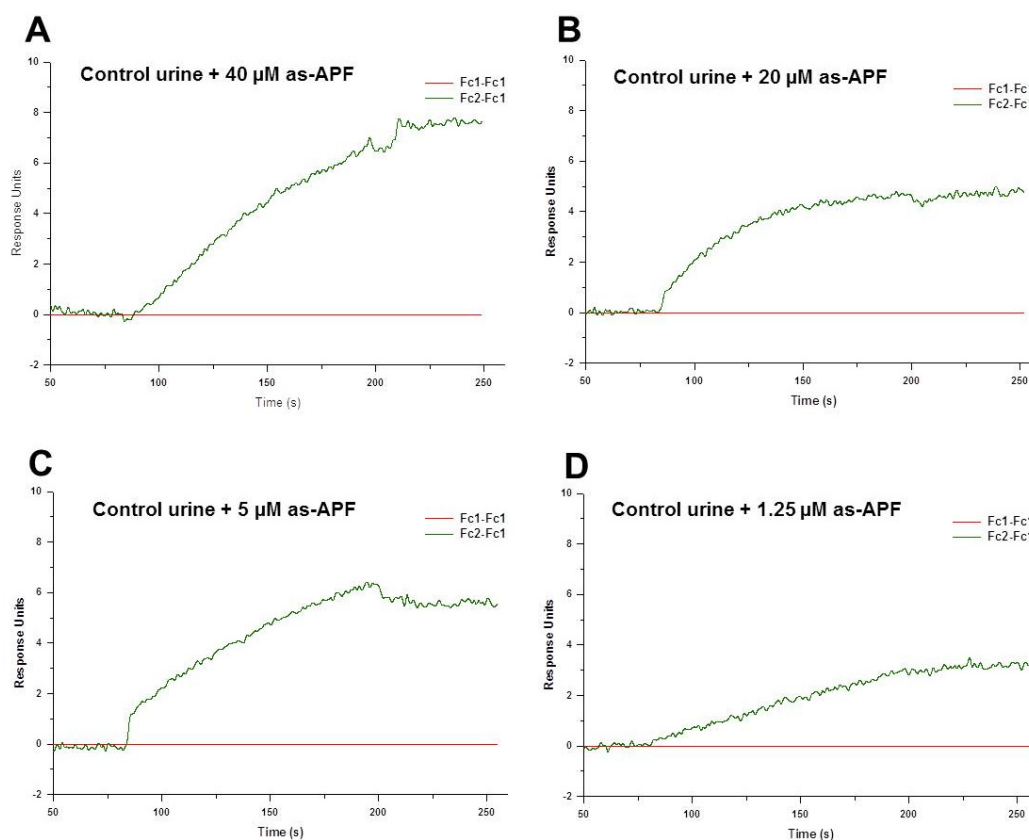 A
Control urine + 40 µM as-APF
Fc1-Fc1
Fc2-Fc1
Response Units
10
8
6
4
2
0
-2
50
100
150
200
250
Time (s)
B
Control urine + 20 µM as-APF
Fc1-Fc
Fc2-Fc
Response Units
10
8
6
4
2
0
-2
50
100
150
200
250
Time (s)
C
Control urine + 5 µM as-APF
Fc1-Fc1
Fc2-Fc1
Response Units
10
8
6
4
2
0
-2
50
100
150
200
250
Time (s)
D
Control urine + 1.25 µM as-APF
Fc1-Fc1
Fc2-Fc1
Response Units
10
8
6
4
2
0
-2
50
100
150
200
250
Time (s)